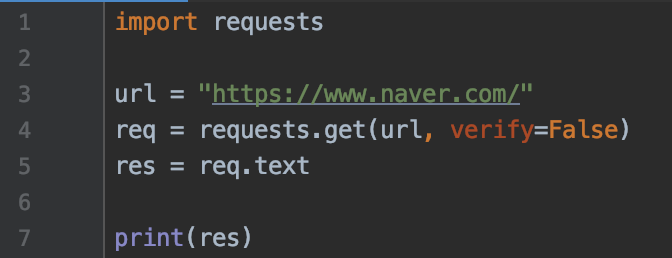 1 import requests
2
3 url = "https://www.naver.com/"
4 req = requests.get(url, verify=False)
5 res = req.text
6
7 print(res)